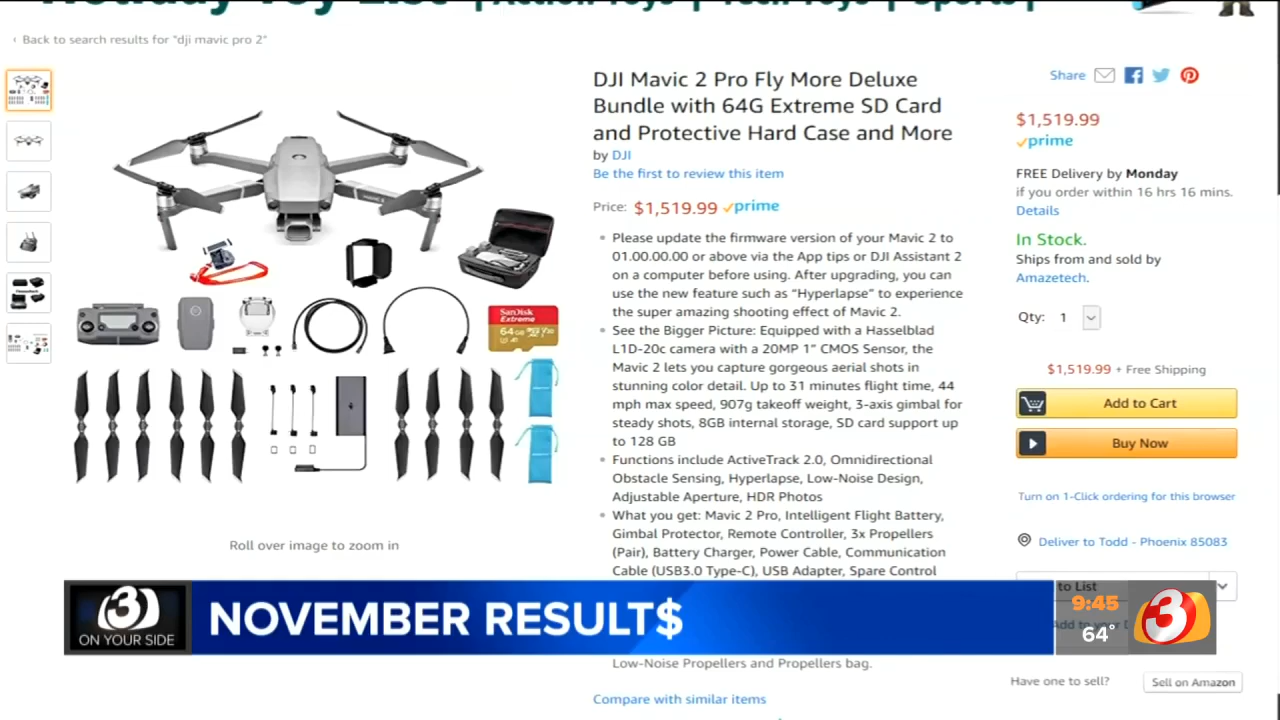 Holiday Toy List | Action Toys | Tech Toys | Sports |
‹ Back to search results for "dji mavic pro 2"
DJI Mavic 2 Pro Fly More Deluxe
Bundle with 64G Extreme SD Card
and Protective Hard Case and More
by DJI
Be the first to review this item
Price: $1,519.99 prime
Please update the firmware version of your Mavic 2 to
01.00.00.00 or above via the App tips or DJI Assistant 2
on a computer before using. After upgrading, you can
use the new feature such as “Hyperlapse” to experience
the super amazing shooting effect of Mavic 2.
See the Bigger Picture: Equipped with a Hasselblad
L1D-20c camera with a 20MP 1” CMOS Sensor, the
Mavic 2 lets you capture gorgeous aerial shots in
stunning color detail. Up to 31 minutes flight time, 44
mph max speed, 907g takeoff weight, 3-axis gimbal for
steady shots, 8GB internal storage, SD card support up
to 128 GB
Functions include ActiveTrack 2.0, Omnidirectional
Obstacle Sensing, Hyperlapse, Low-Noise Design,
Adjustable Aperture, HDR Photos
What you get: Mavic 2 Pro, Intelligent Flight Battery,
Gimbal Protector, Remote Controller, 3x Propellers
(Pair), Battery Charger, Power Cable, Communication
Cable (USB3.0 Type-C), USB Adapter, Spare Control
Low-Noise Propellers and Propellers bag.
Compare with similar items
SanDisk
Extreme
64GB
Roll over image to zoom in
Share
$1,519.99
prime
FREE Delivery by Monday
if you order within 16 hrs 16 mins.
Details
In Stock.
Ships from and sold by
Amazetech.
Qty: 1
$1,519.99 + Free Shipping
Add to Cart
Buy Now
Turn on 1-Click ordering for this browser
Deliver to Todd - Phoenix 85083
to List
Add to your
Have one to sell?
Sell on Amazon
3
ON YOUR SIDE
NOVEMBER RESULT$
9:45
64°
3